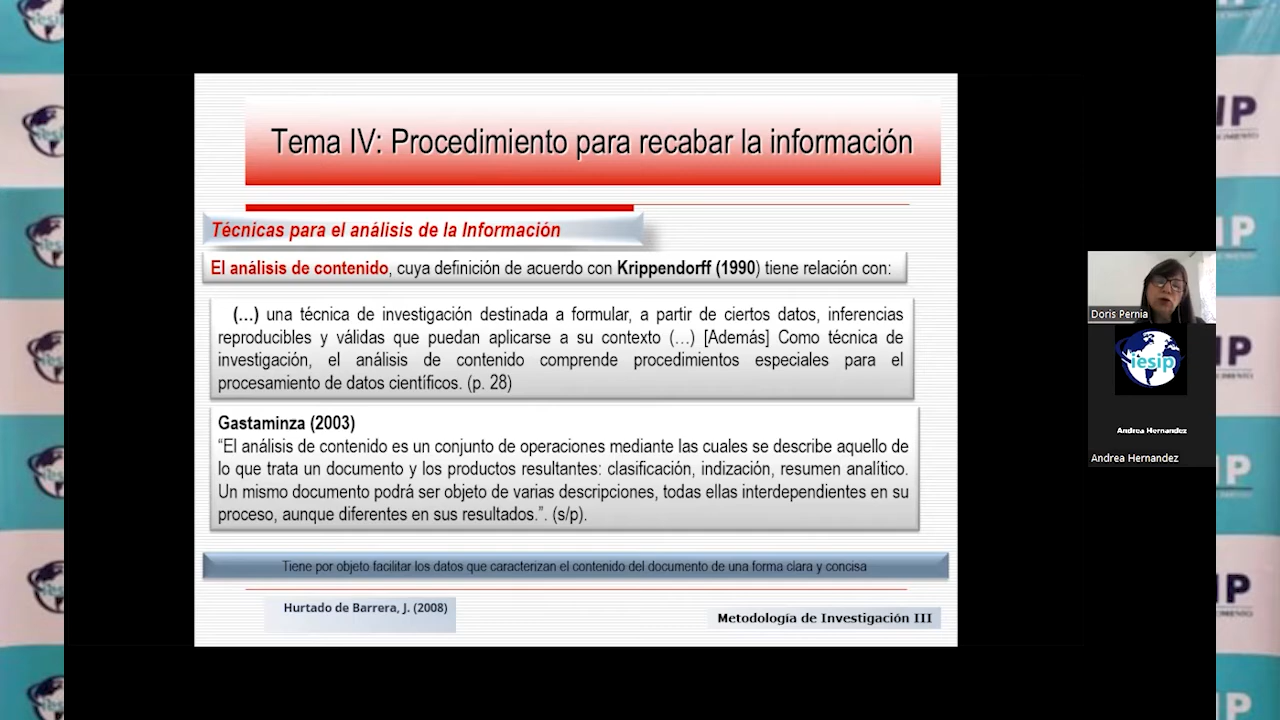 Tema IV: Procedimiento para recabar la información
Técnicas para el análisis de la Información
El análisis de contenido, cuya definición de acuerdo con Krippendorff (1990) tiene relación con:
(...) una técnica de investigación destinada a formular, a partir de ciertos datos, inferencias
reproducibles y válidas que puedan aplicarse a su contexto (...) [Además] Como técnica de
investigación, el análisis de contenido comprende procedimientos especiales para el
procesamiento de datos científicos. (p. 28)
Gastaminza (2003)
“El análisis de contenido es un conjunto de operaciones mediante las cuales se describe aquello de
lo que trata un documento y los productos resultantes: clasificación, indización, resumen analítico.
Un mismo documento podrá ser objeto de varias descripciones, todas ellas interdependientes en su
proceso, aunque diferentes en sus resultados.”. (s/p).
Tiene por objeto facilitar los datos que caracterizan el contenido del documento de una forma clara y concisa
Hurtado de Barrera, J. (2008)
Metodología de Investigación III
Doris Pernia
iesip
Andrea Hernandez
Andrea Hernandez